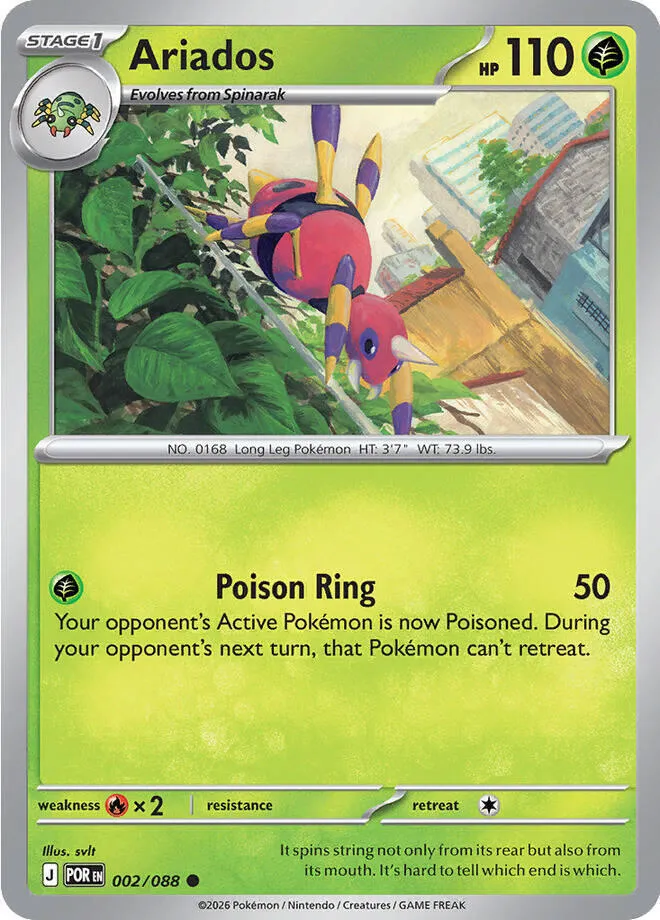 STAGE 1
Ariados
HP 110
Evolves from Spinarak
NO. 0168 Long Leg Pokémon HT: 3'7" WT: 73.9 lbs.
Poison Ring 50
Your opponent's Active Pokémon is now Poisoned. During
your opponent's next turn, that Pokémon can't retreat.
weakness ×2 resistance retreat
Illus. svlt
It spins string not only from its rear but also from
its mouth. It's hard to tell which end is which.
J POR EN 002/088
©2026 Pokémon / Nintendo / Creatures / GAME FREAK